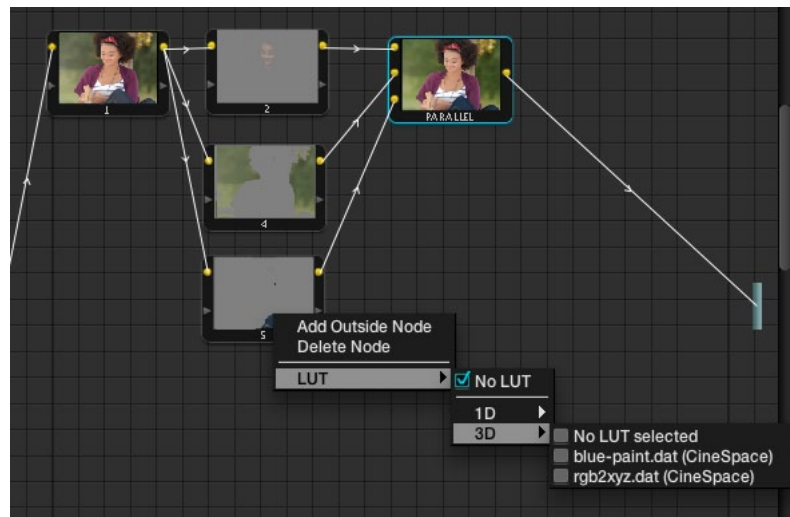 1
2
PARALLEL
4
5
Add Outside Node
Delete Node
LUT
No LUT
1D
3D
No LUT selected
blue-paint.dat (CineSpace)
rgb2xyz.dat (CineSpace)